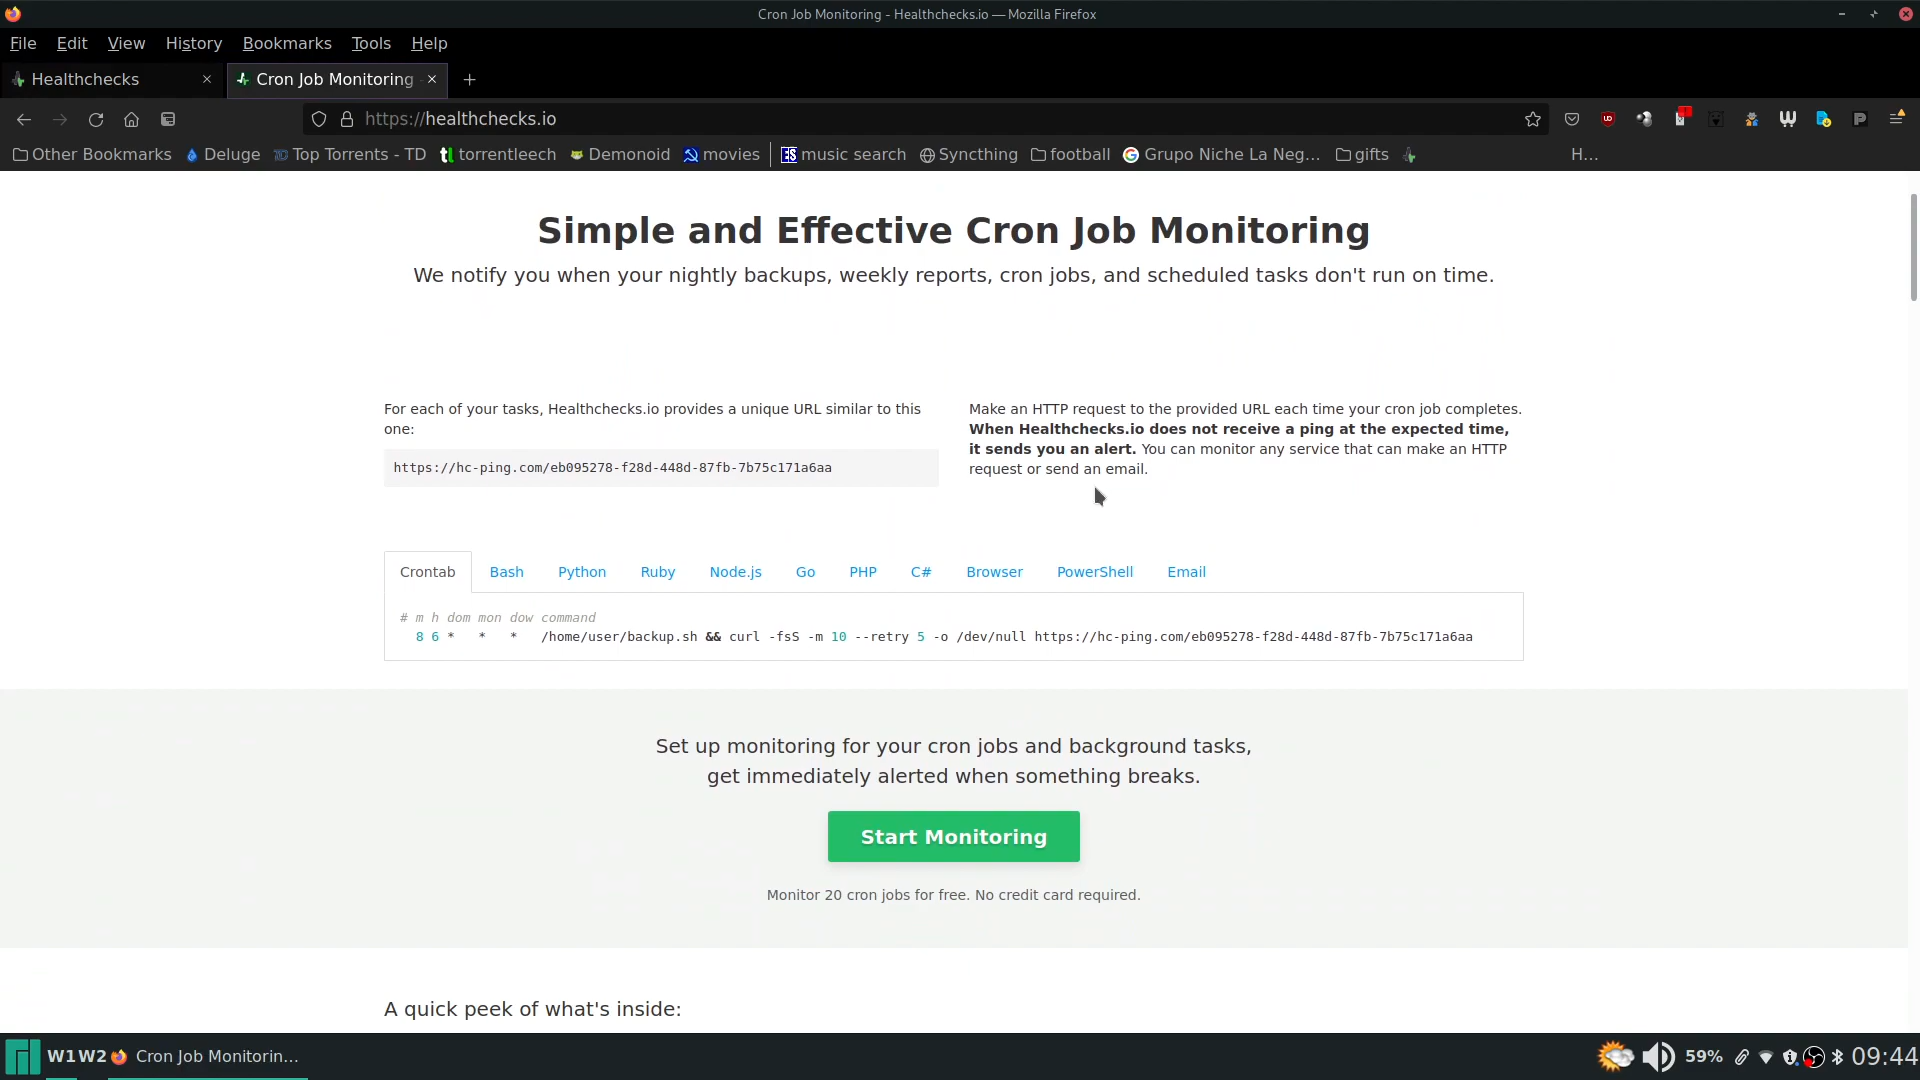 Cron Job Monitoring - Healthchecks.io — Mozilla Firefox
File Edit View History Bookmarks Tools Help
Healthchecks
Cron Job Monitoring -
https://healthchecks.io
Other Bookmarks Deluge Top Torrents - TD torrentleech Demonoid movies music search Syncthing football Grupo Niche La Neg... gifts H...
Simple and Effective Cron Job Monitoring
We notify you when your nightly backups, weekly reports, cron jobs, and scheduled tasks don't run on time.
For each of your tasks, Healthchecks.io provides a unique URL similar to this
one:
https://hc-ping.com/eb095278-f28d-448d-87fb-7b75c171a6aa
Make an HTTP request to the provided URL each time your cron job completes.
When Healthchecks.io does not receive a ping at the expected time,
it sends you an alert. You can monitor any service that can make an HTTP
request or send an email.
Crontab Bash Python Ruby Node.js Go PHP C# Browser PowerShell Email
# m h dom mon dow command
8 6 * * * /home/user/backup.sh && curl -fsS -m 10 --retry 5 -o /dev/null https://hc-ping.com/eb095278-f28d-448d-87fb-7b75c171a6aa
Set up monitoring for your cron jobs and background tasks,
get immediately alerted when something breaks.
Start Monitoring
Monitor 20 cron jobs for free. No credit card required.
A quick peek of what's inside:
W1 W2 Cron Job Monitorin... 59% 09:44